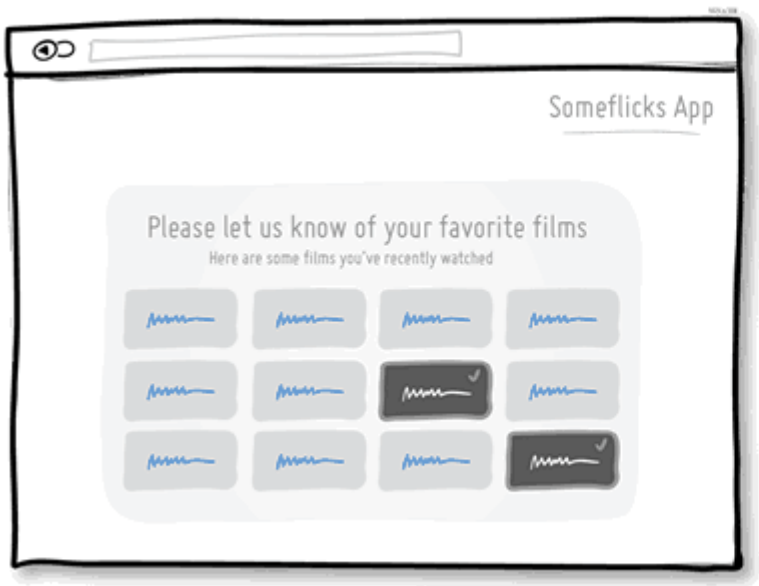 Someflicks App
Please let us know of your favorite films
Here are some films you've recently watched